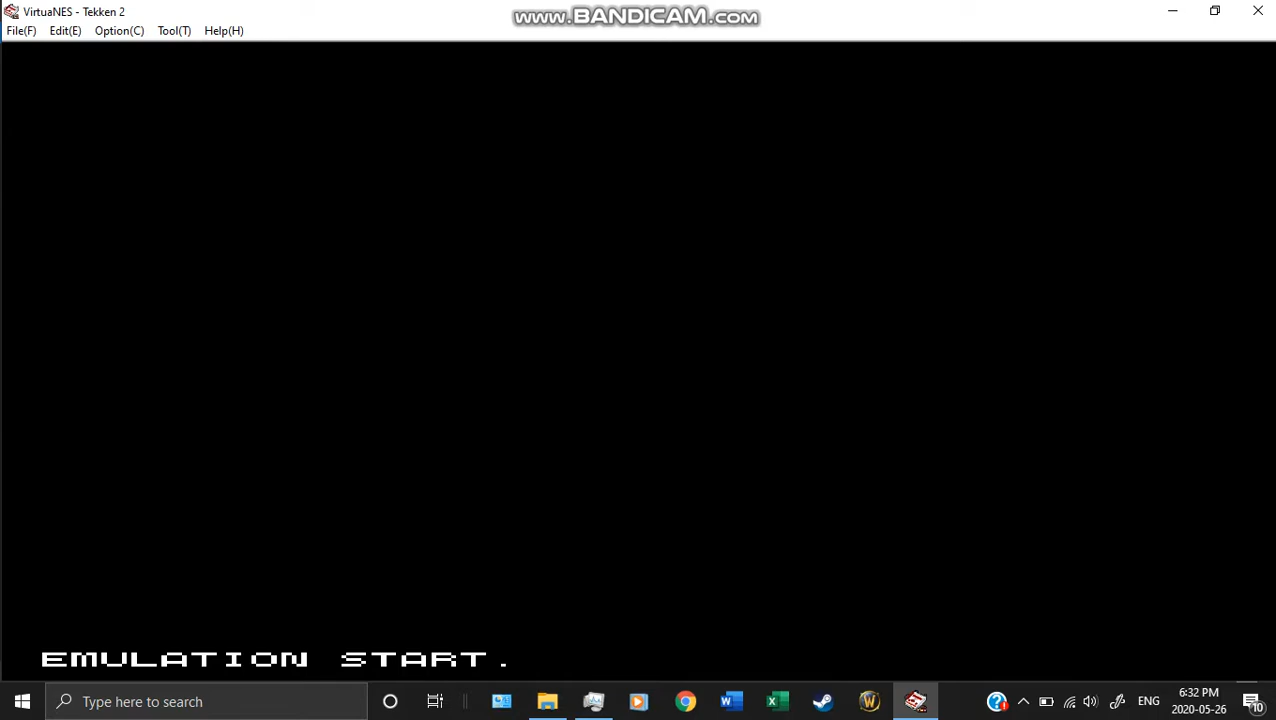 VirtuaNES - Tekken 2
www.BANDICAM.com
File(F) Edit(E) Option(C) Tool(T) Help(H)
EMULATION START.
Type here to search
ENG
6:32 PM
2020-05-26
10